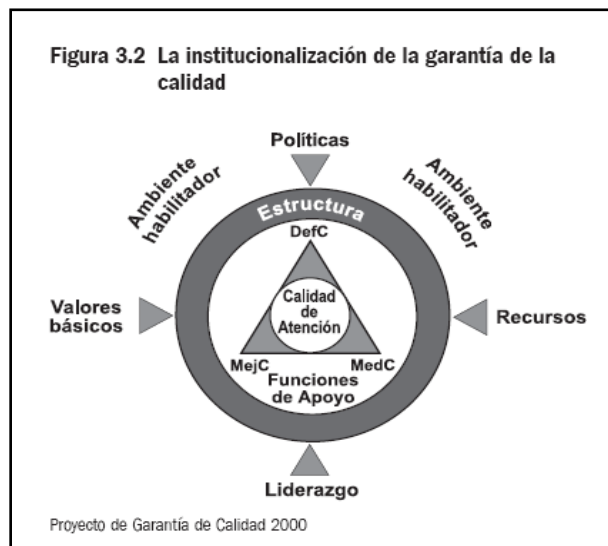 Figura 3.2 La institucionalización de la garantía de la
calidad
Políticas
Ambiente
habilitador
Ambiente
habilitador
Estructura
DefC
Valores
básicos
Calidad
de
Atención
Recursos
MejC
MedC
Funciones
de Apoyo
Liderazgo
Proyecto de Garantía de Calidad 2000